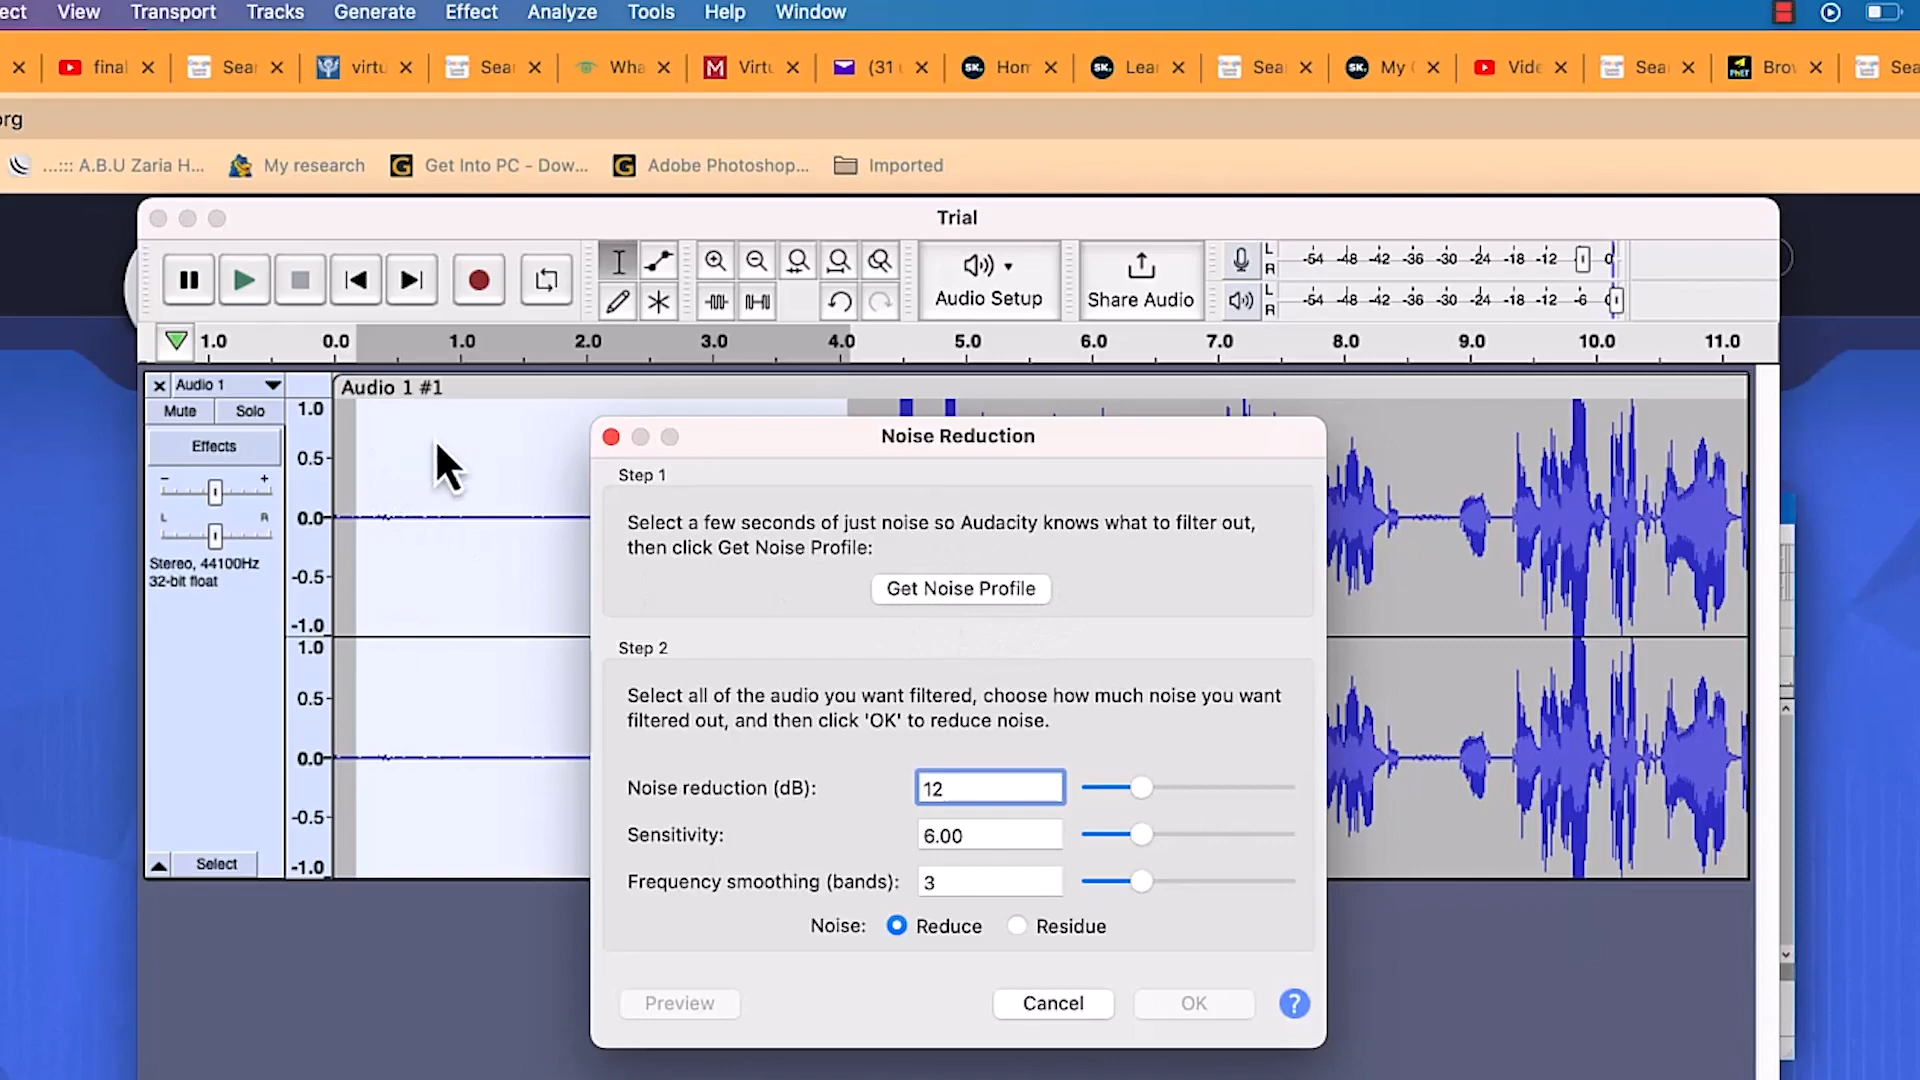 ect View Transport Tracks Generate Effect Analyze Tools Help Window
final Sear virtu Sear Wha Virtu (31 u Hon Lear Sea My Vide Sea Brov Sea
org
...::: A.B.U Zaria H... My research Get Into PC - Dow... Adobe Photoshop... Imported
Trial
Audio Setup
Share Audio
L -54 -48 -42 -36 -30 -24 -18 -12 0
R
L -54 -48 -42 -36 -30 -24 -18 -12 -6 0
R
1.0 0.0 1.0 2.0 3.0 4.0 5.0 6.0 7.0 8.0 9.0 10.0 11.0
Audio 1
Audio 1 #1
Mute Solo
Effects
- +
L R
Stereo, 44100Hz
32-bit float
Select
1.0
0.5-
0.0-
-0.5-
-1.0
1.0
0.5-
0.0-
-0.5-
-1.0
Noise Reduction
Step 1
Select a few seconds of just noise so Audacity knows what to filter out,
then click Get Noise Profile:
Get Noise Profile
Step 2
Select all of the audio you want filtered, choose how much noise you want
filtered out, and then click 'OK' to reduce noise.
Noise reduction (dB): 12
Sensitivity: 6.00
Frequency smoothing (bands): 3
Noise: Reduce Residue
Preview Cancel OK ?